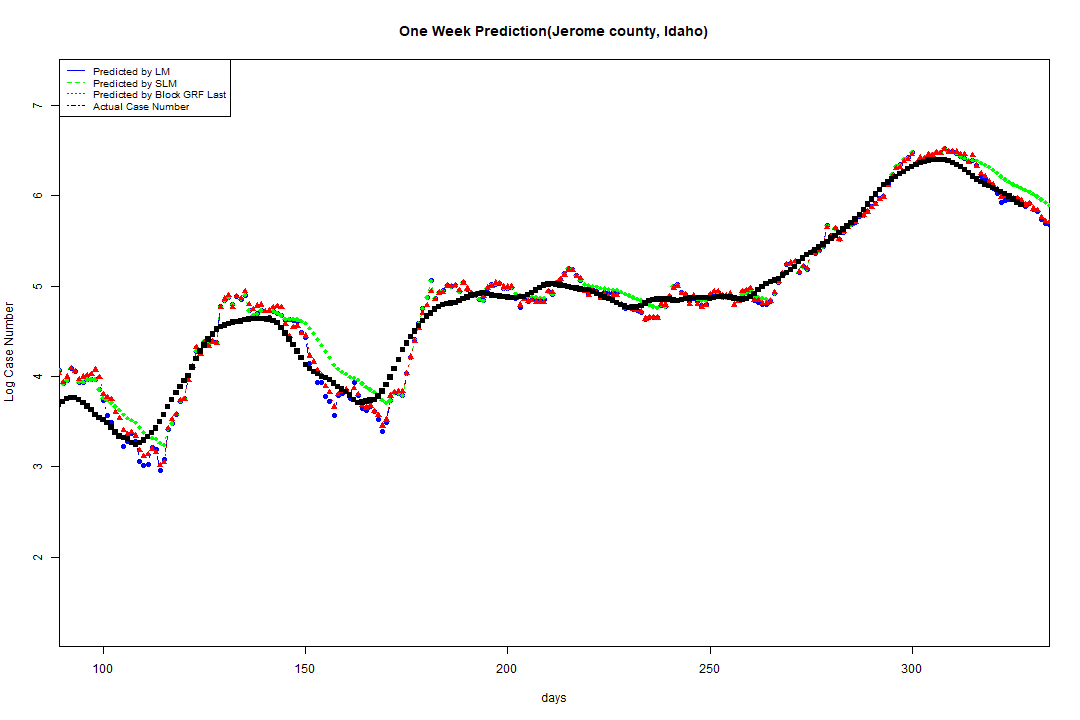 One Week Prediction(Jerome county, Idaho)
Predicted by LM
Predicted by SLM
Predicted by Block GRF Last
Actual Case Number
7
6
5
4
3
2
Log Case Number
100 150 200 250 300
days